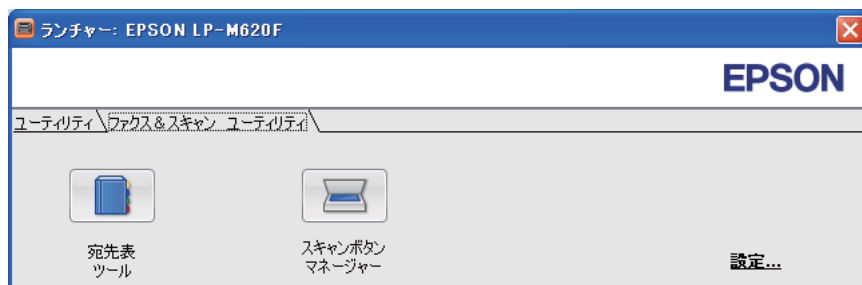 ランチャー: EPSON LP-M620F
EPSON
ユーティリティ ファクス&スキャン ユーティリティ
宛先表
ツール
スキャンボタン
マネージャー
設定...